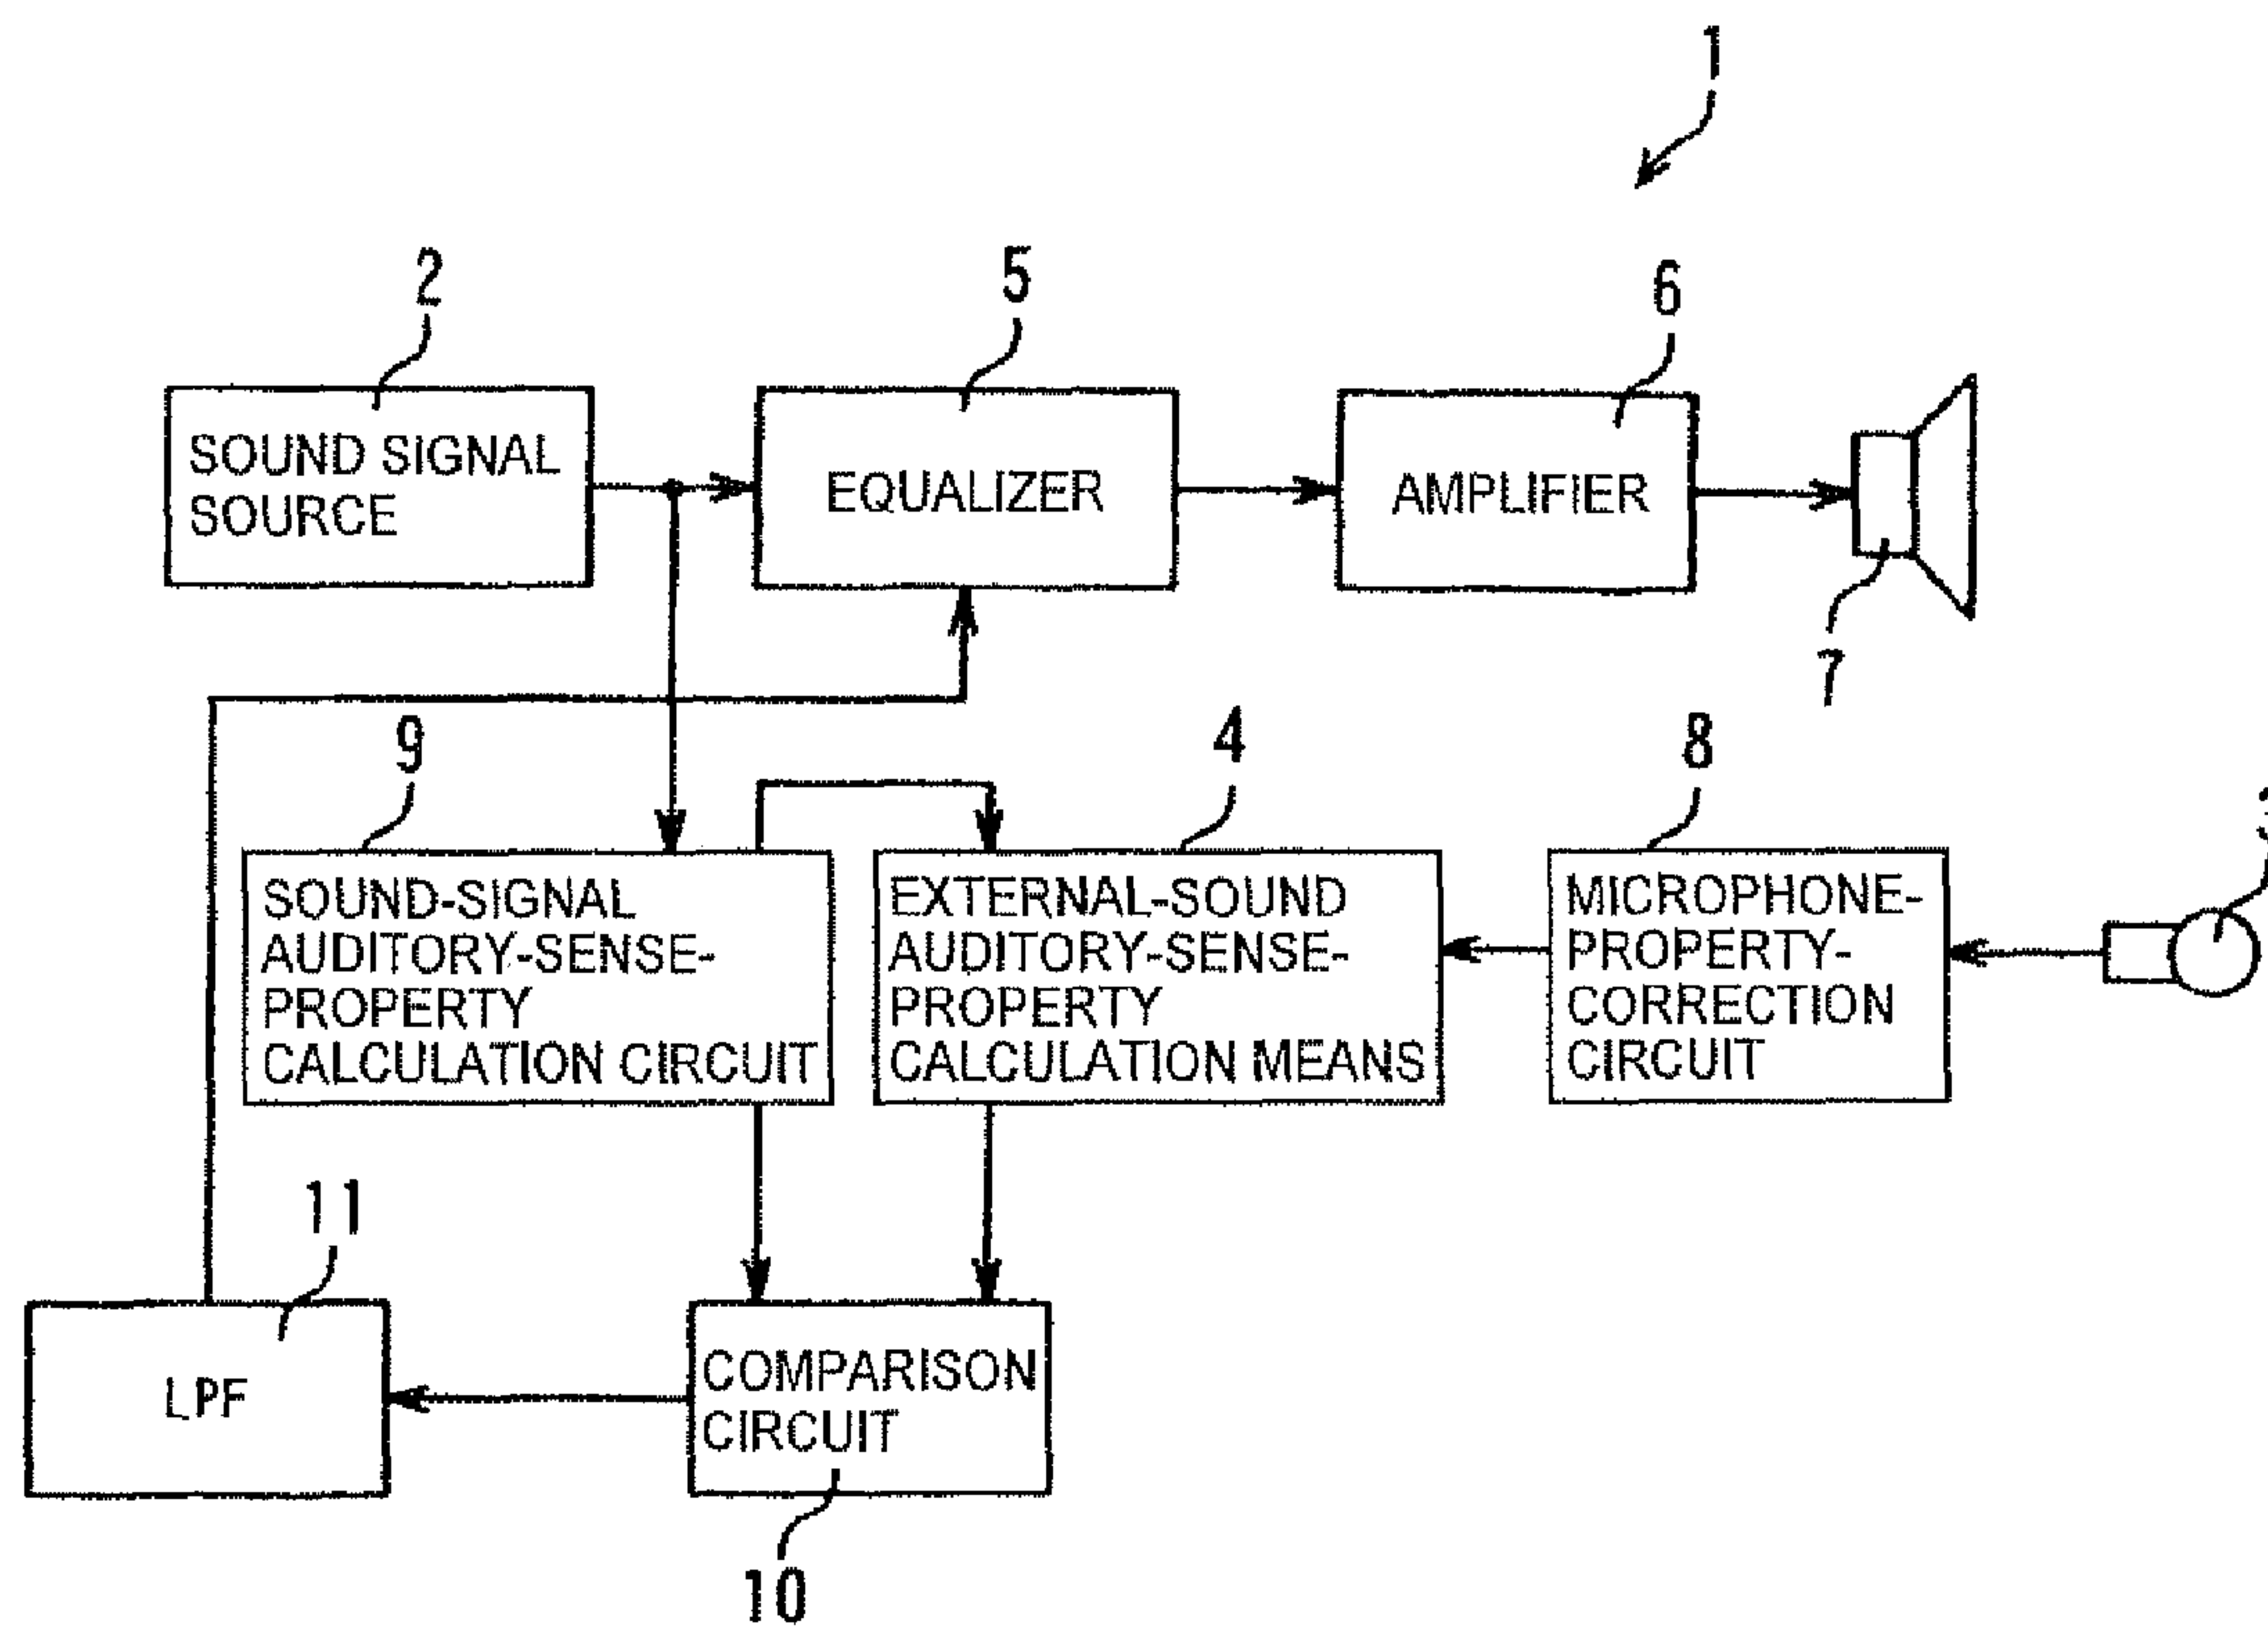 1
2
5
6
SOUND SIGNAL
SOURCE
EQUALIZER
AMPLIFIER
7
9
4
8
3
SOUND-SIGNAL
AUDITORY-SENSE-
PROPERTY
CALCULATION CIRCUIT
EXTERNAL-SOUND
AUDITORY-SENSE-
PROPERTY
CALCULATION MEANS
MICROPHONE-
PROPERTY-
CORRECTION
CIRCUIT
11
LPF
COMPARISON
CIRCUIT
10